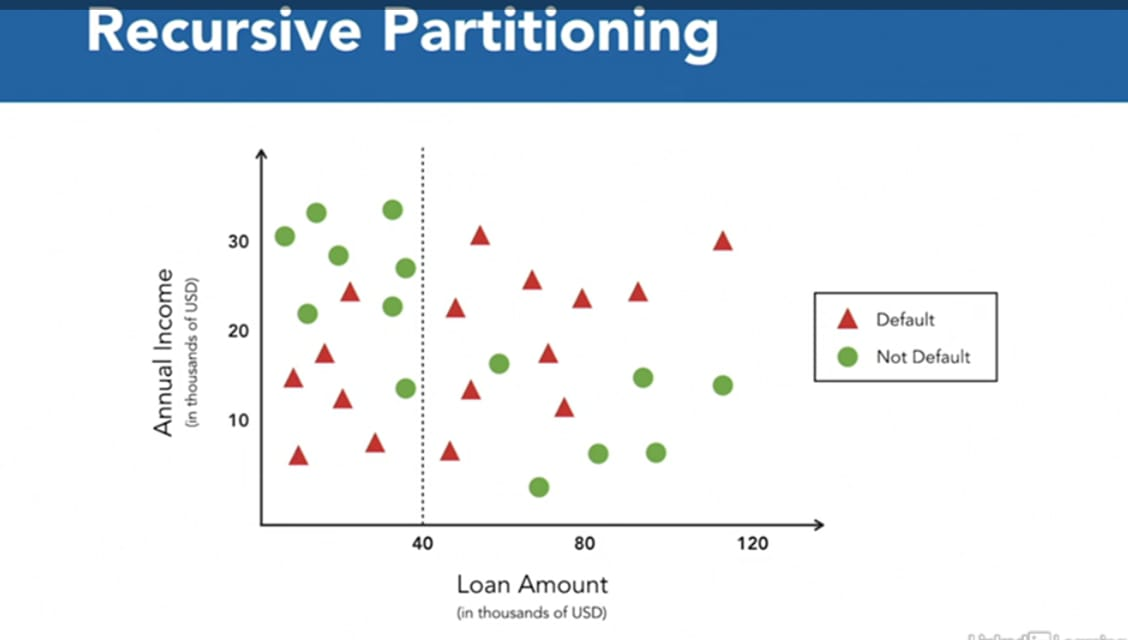 Recursive Partitioning
30
20
10
Annual Income
(in thousands of USD)
Default
Not Default
40 80 120
Loan Amount
(in thousands of USD)